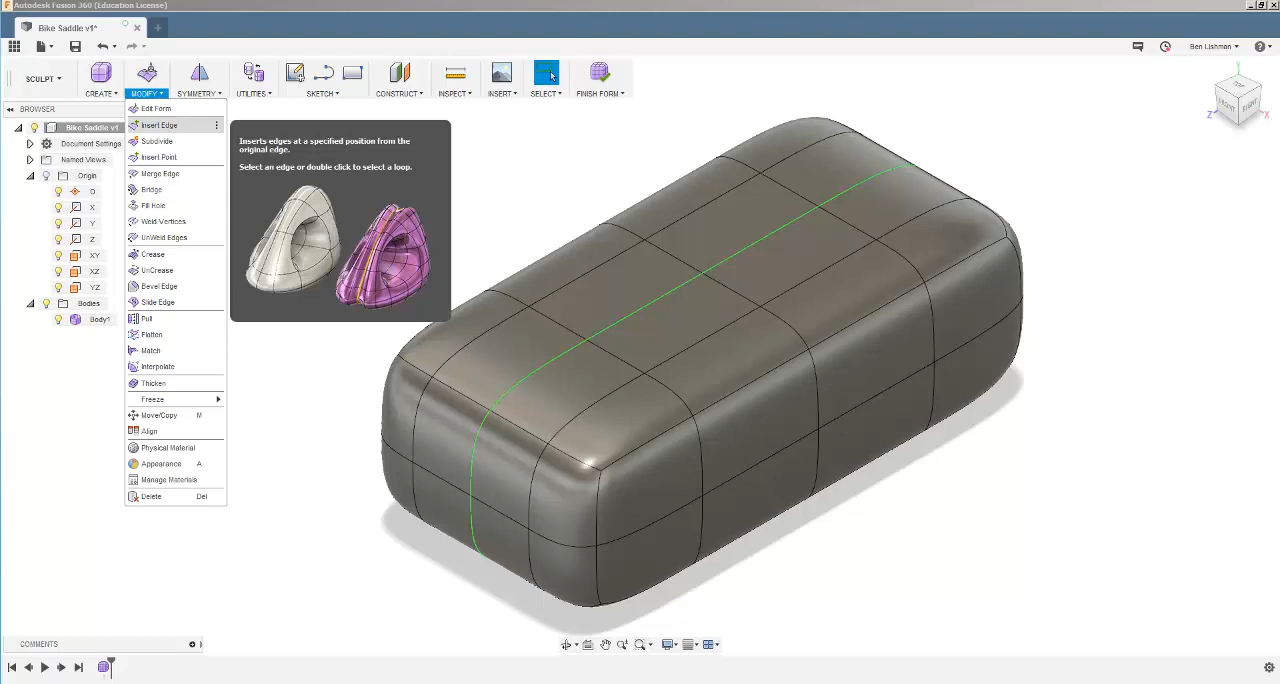 Autodesk Fusion 360 (Education License)
Bike Saddle v1*
Ben Lishman
SCULPT
CREATE
MODIFY
SYMMETRY
UTILITIES
SKETCH
CONSTRUCT
INSPECT
INSERT
SELECT
FINISH FORM
BROWSER
Bike Saddle v1
Document Settings
Named Views
Origin
O
X
Y
Z
XY
XZ
YZ
Bodies
Body1
Edit Form
Insert Edge
Subdivide
Insert Point
Merge Edge
Bridge
Fill Hole
Weld Vertices
UnWeld Edges
Crease
UnCrease
Bevel Edge
Slide Edge
Pull
Flatten
Match
Interpolate
Thicken
Freeze
Move/Copy M
Align
Physical Material
Appearance A
Manage Materials
Delete Del
Inserts edges at a specified position from the
original edge.
Select an edge or double click to select a loop.
Y
TOP
FRONT
RIGHT
Z
X
COMMENTS